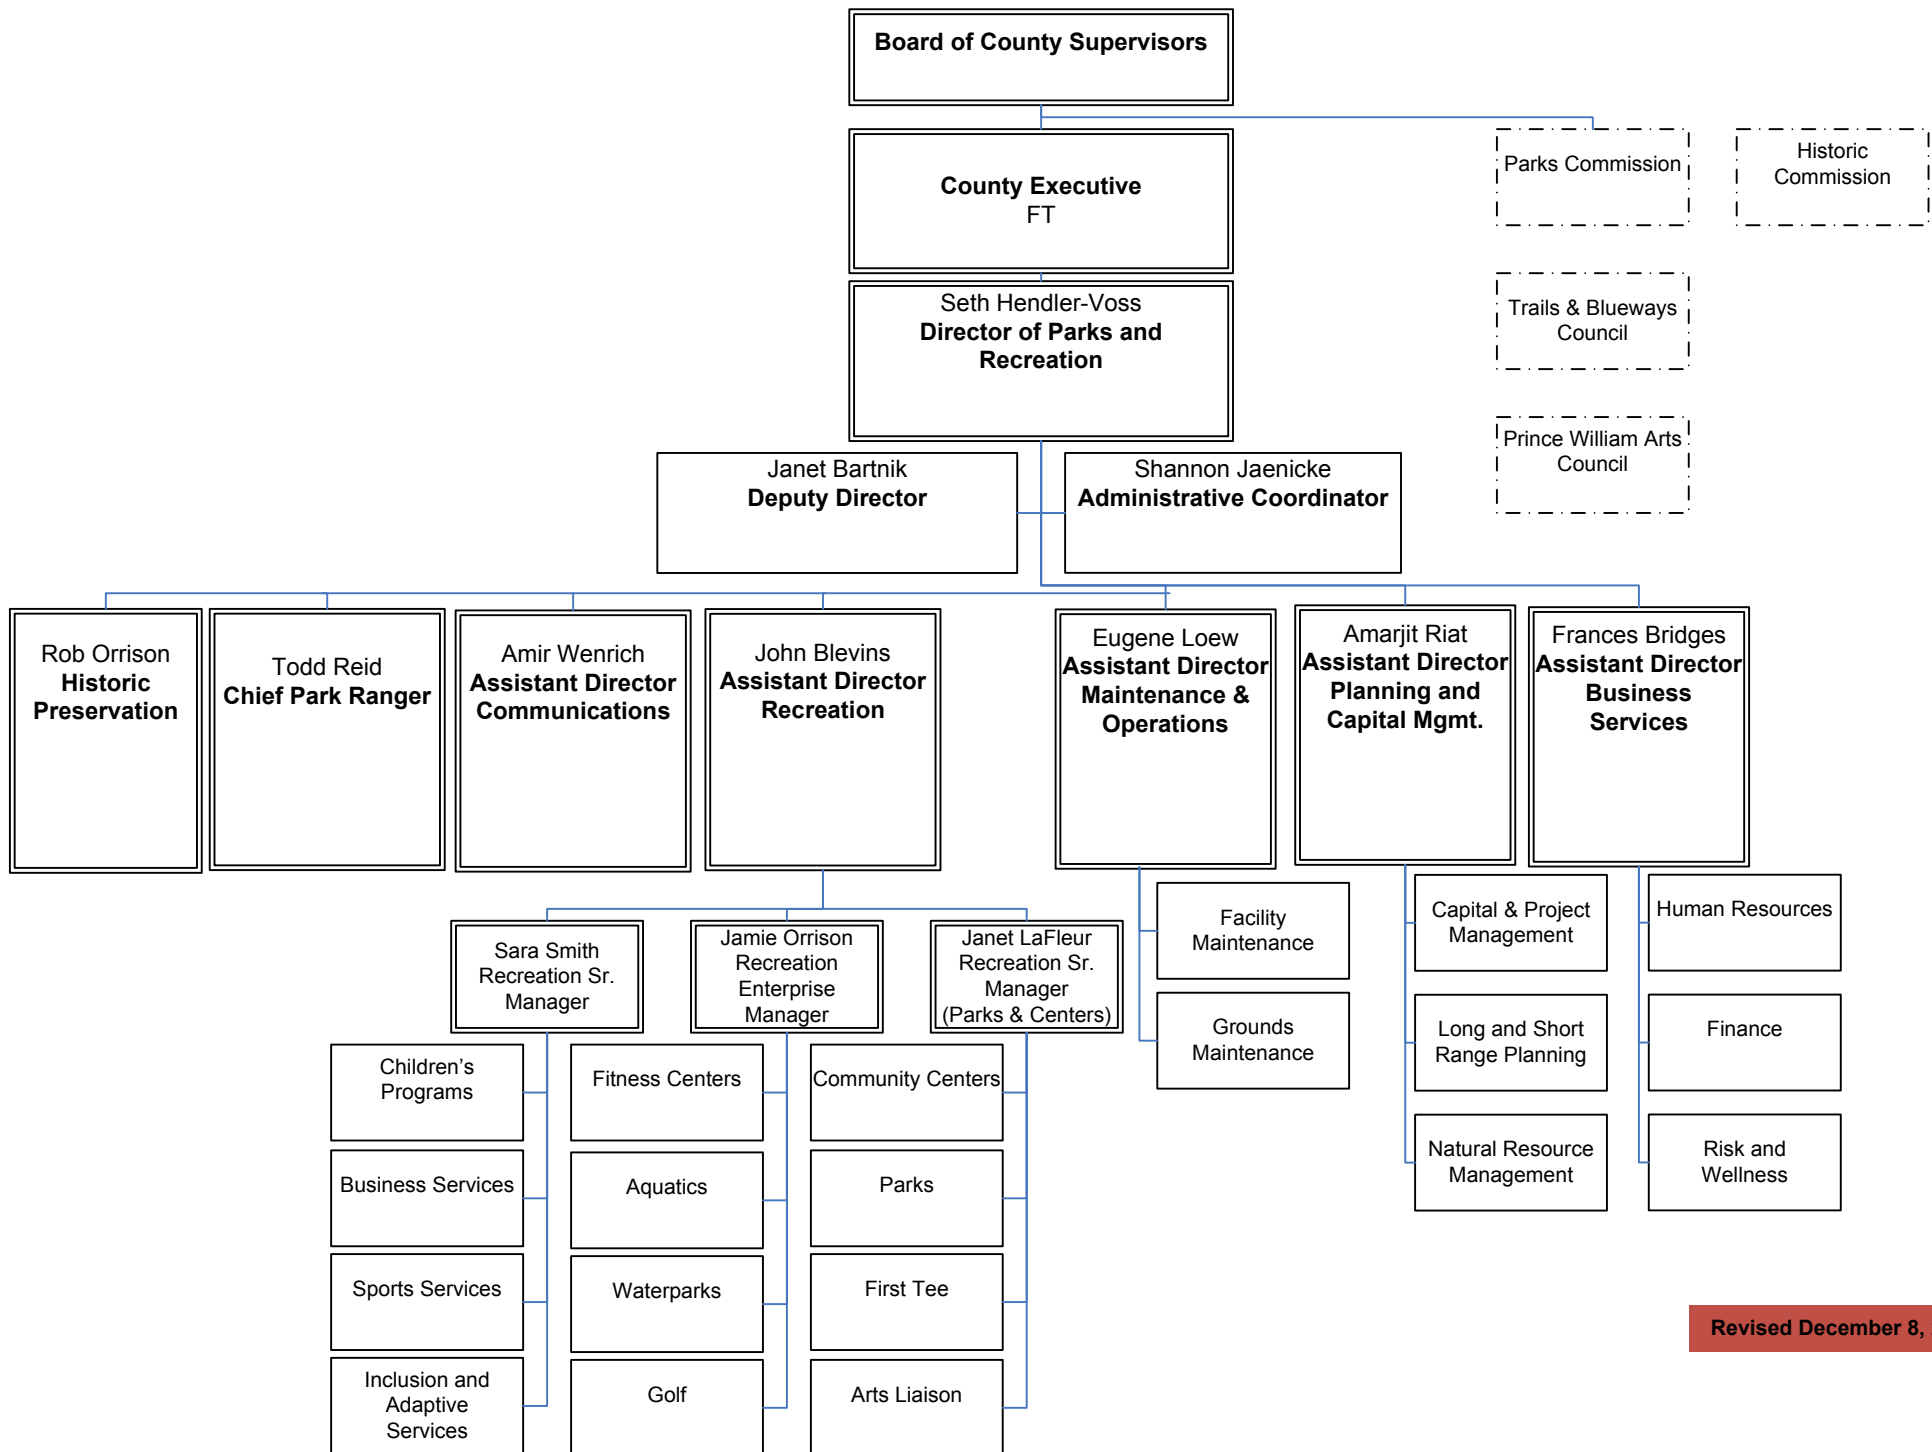 Board of County Supervisors
County Executive
FT
Parks Commission
Historic
Commission
Seth Hendler-Voss
Director of Parks and
Recreation
Trails & Blueways
Council
Prince William Arts
Council
Janet Bartnik
Deputy Director
Shannon Jaenicke
Administrative Coordinator
Rob Orrison
Historic
Preservation
Todd Reid
Chief Park Ranger
Amir Wenrich
Assistant Director
Communications
John Blevins
Assistant Director
Recreation
Eugene Loew
Assistant Director
Maintenance &
Operations
Amarjit Riat
Assistant Director
Planning and
Capital Mgmt.
Frances Bridges
Assistant Director
Business
Services
Sara Smith
Recreation Sr.
Manager
Jamie Orrison
Recreation
Enterprise
Manager
Janet LaFleur
Recreation Sr.
Manager
(Parks & Centers)
Facility
Maintenance
Grounds
Maintenance
Capital & Project
Management
Long and Short
Range Planning
Natural Resource
Management
Human Resources
Finance
Risk and
Wellness
Children’s
Programs
Business Services
Sports Services
Inclusion and
Adaptive
Services
Fitness Centers
Aquatics
Waterparks
Golf
Community Centers
Parks
First Tee
Arts Liaison
Revised December 8,